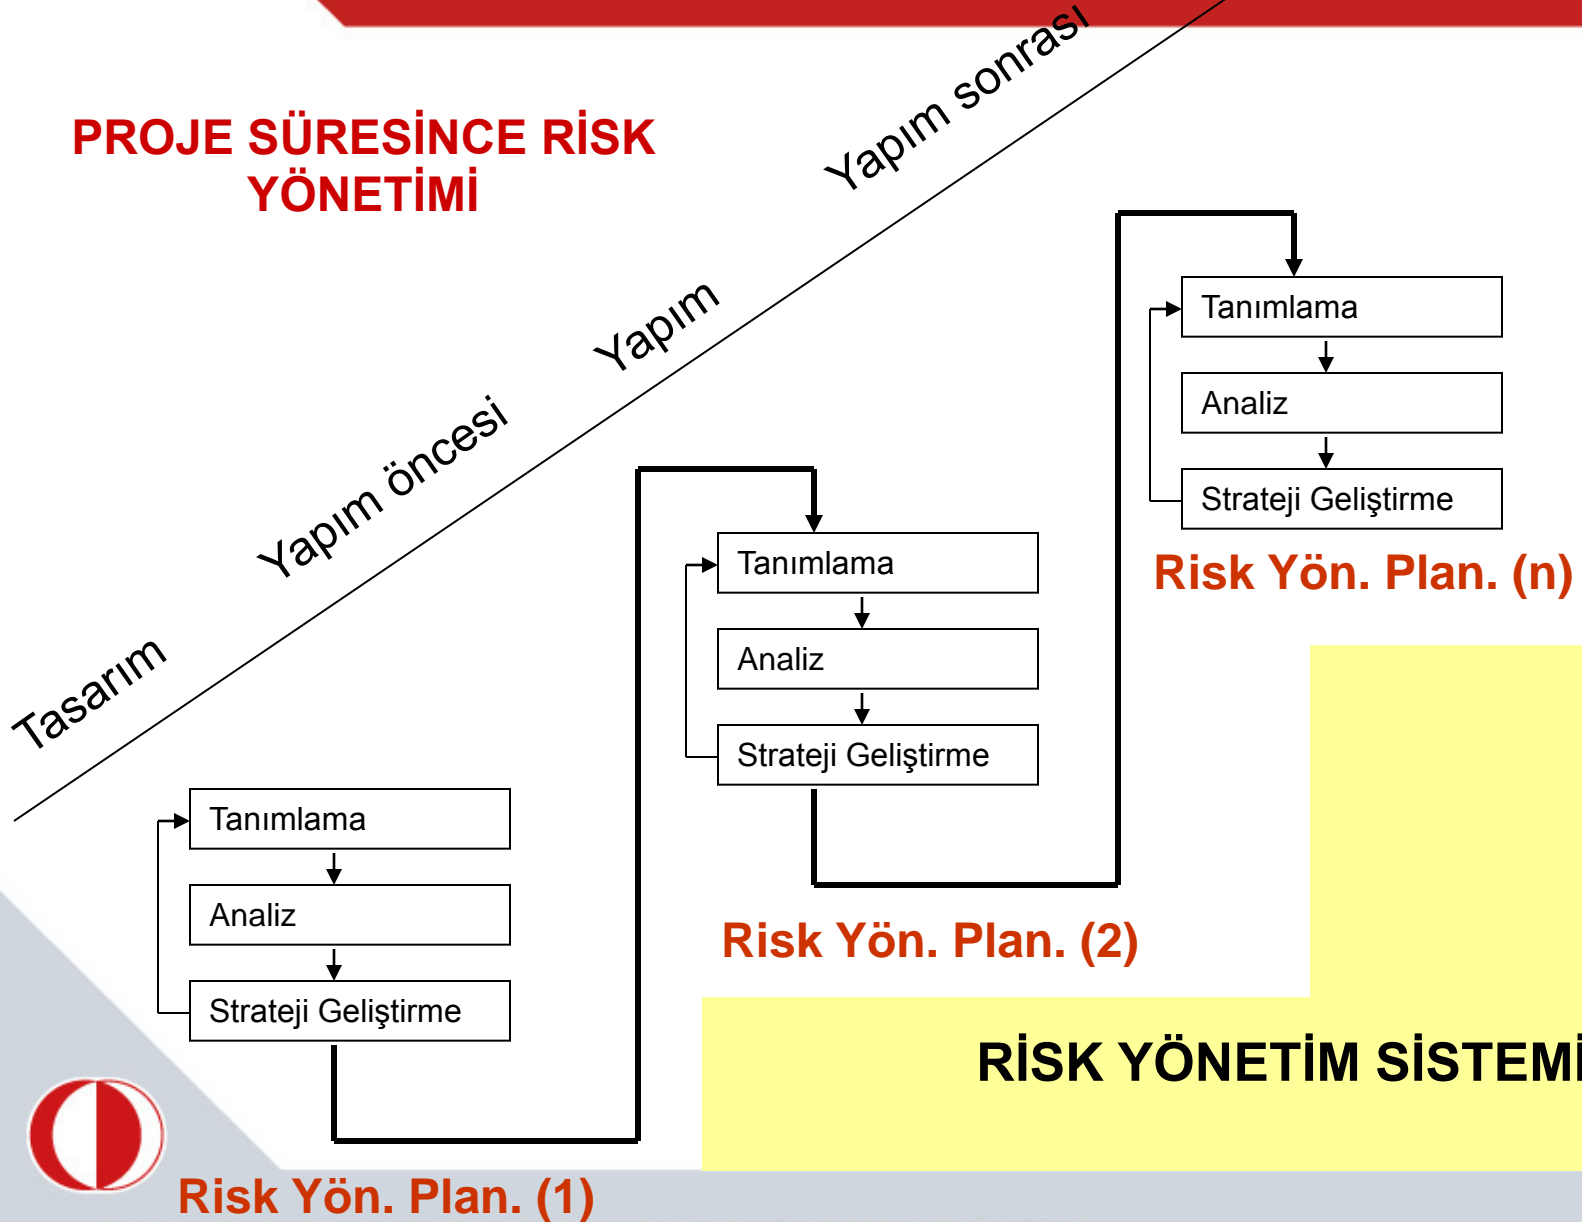 PROJE SÜRESİNCE RİSK
YÖNETİMİ
Tasarım
Yapım öncesi
Yapım
Yapım sonrası
Tanımlama
Analiz
Strateji Geliştirme
Risk Yön. Plan. (1)
Tanımlama
Analiz
Strateji Geliştirme
Risk Yön. Plan. (2)
Tanımlama
Analiz
Strateji Geliştirme
Risk Yön. Plan. (n)
RİSK YÖNETİM SİSTEMİ